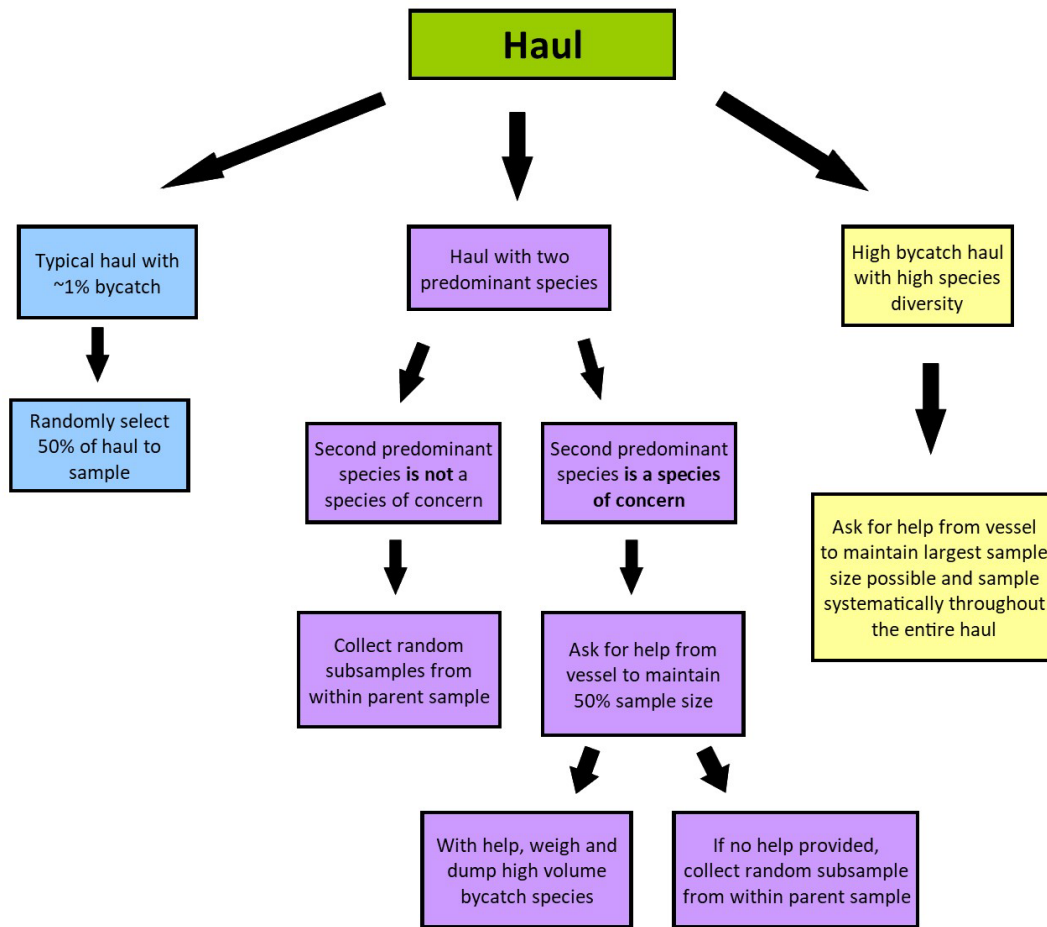 Haul
Typical haul with
~1% bycatch
Haul with two
predominant species
High bycatch haul
with high species
diversity
Randomly select
50% of haul to
sample
Second predominant
species is not a
species of concern
Second predominant
species is a species
of concern
Ask for help from vessel
to maintain largest sample
size possible and sample
systematically throughout
the entire haul
Collect random
subsamples from
within parent sample
Ask for help from
vessel to maintain
50% sample size
With help, weigh and
dump high volume
bycatch species
If no help provided,
collect random subsample
from within parent sample